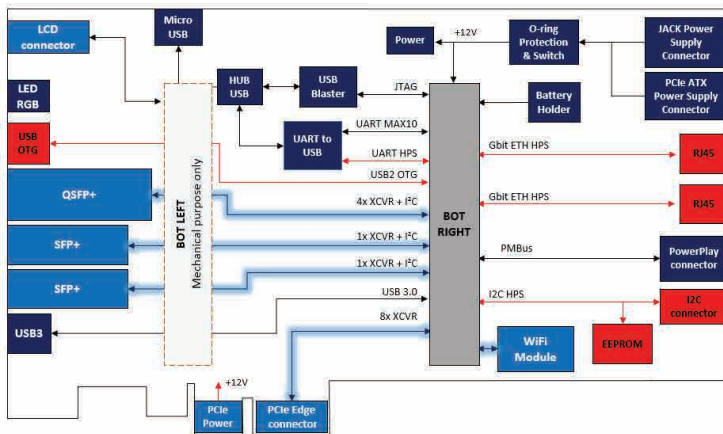 LCD
connector
Micro
USB
LED
RGB
USB
OTG
QSFP+
SFP+
SFP+
USB3
BOT LEFT
Mechanical purpose only
HUB
USB
USB
Blaster
UART to
USB
JTAG
UART MAX10
UART HPS
USB2 OTG
4x XCVR + I²C
1x XCVR + I²C
1x XCVR + I²C
USB 3.0
8x XCVR
+12V
PCIe
Power
PCIe Edge
connector
Power
+12V
O-ring
Protection
& Switch
JACK Power
Supply
Connector
PCIe ATX
Power Supply
Connector
Battery
Holder
BOT
RIGHT
Gbit ETH HPS
RJ45
Gbit ETH HPS
RJ45
PMBus
PowerPlay
connector
I2C HPS
I2C
connector
EEPROM
WiFi
Module